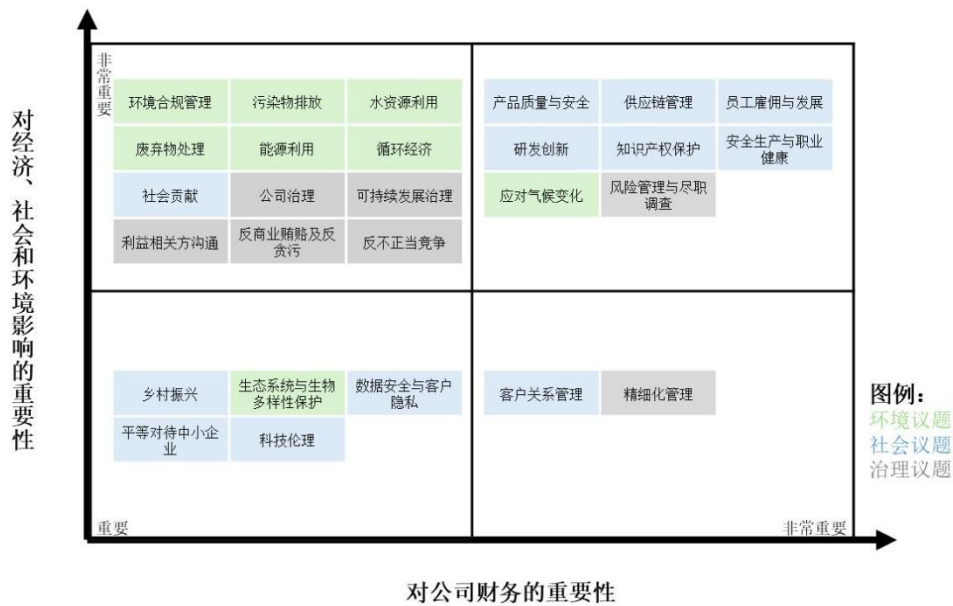 对经济、社会和环境影响的重要性
非常重要
环境合规管理
污染物排放
水资源利用
废弃物处理
能源利用
循环经济
社会贡献
公司治理
可持续发展治理
利益相关方沟通
反商业贿赂及反
贪污
反不正当竞争
产品质量与安全
供应链管理
员工雇佣与发展
研发创新
知识产权保护
安全生产与职业
健康
应对气候变化
风险管理与尽职
调查
乡村振兴
生态系统与生物
多样性保护
数据安全与客户
隐私
平等对待中小企
业
科技伦理
客户关系管理
精细化管理
图例：
环境议题
社会议题
治理议题
重要
非常重要
对公司财务的重要性